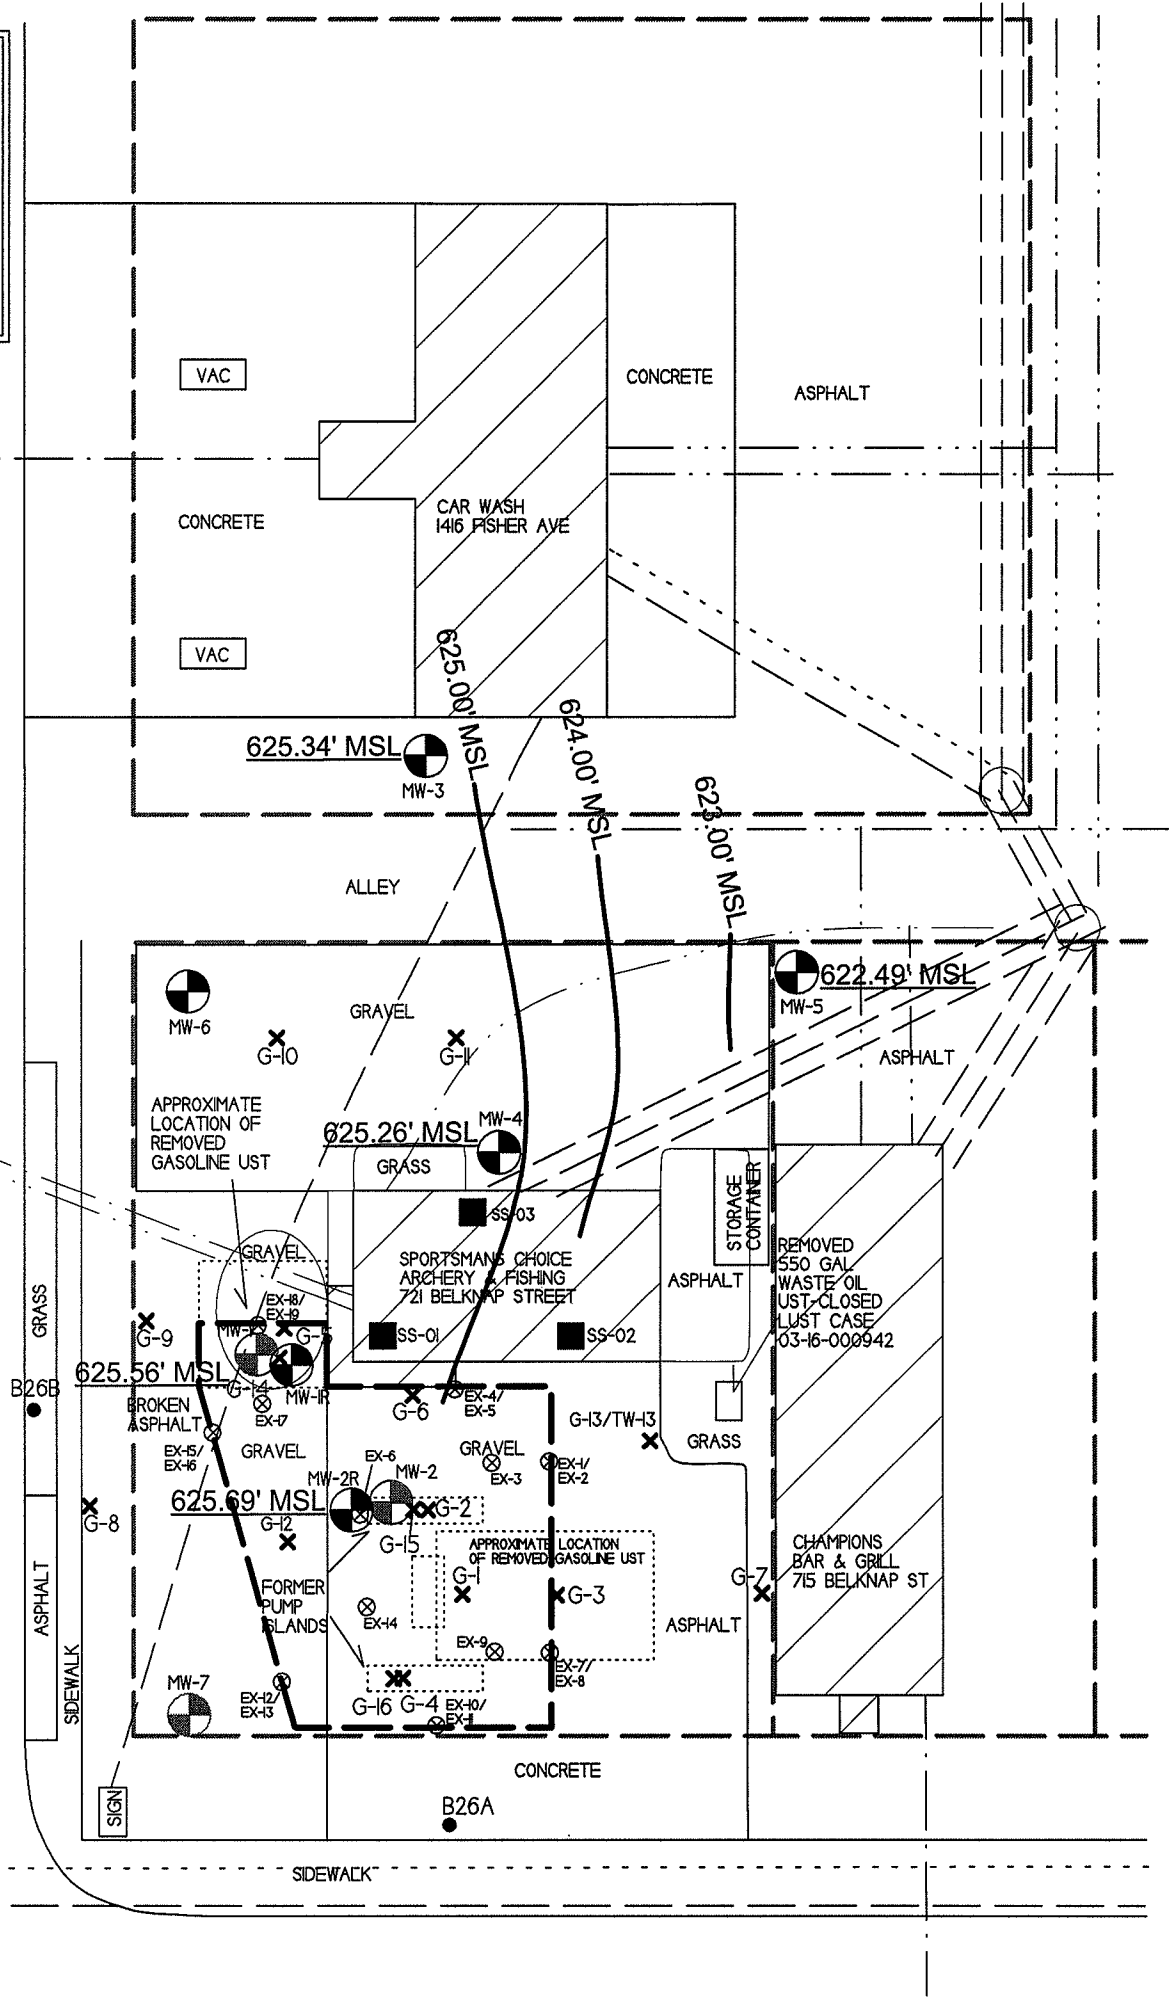 VAC
CONCRETE
ASPHALT
CONCRETE
CAR WASH
1416 FISHER AVE
VAC
625.00' MSL
624.00' MSL
623.00' MSL
625.34' MSL
MW-3
ALLEY
MW-6
GRAVEL
MW-5
622.49' MSL
G-10
G-11
ASPHALT
APPROXIMATE
LOCATION OF
REMOVED
GASOLINE UST
MW-4
625.26' MSL
GRASS
STORAGE
CONTAINER
SS-03
GRAVEL
SPORTSMANS CHOICE
ARCHERY & FISHING
721 BELKNAP STREET
ASPHALT
REMOVED
550 GAL
WASTE OIL
UST-CLOSED
LUST CASE
03-16-000942
GRASS
EX-18/
EX-19
G-9
MW-1
G-5
SS-01
SS-02
625.56' MSL
G-14
MW-1R
B26B
BROKEN
ASPHALT
EX-17
G-6
EX-4/
EX-5
G-13/TW-13
GRASS
EX-15/
EX-16
GRAVEL
EX-6
GRAVEL
EX-3
EX-1/
EX-2
MW-2R
MW-2
625.69' MSL
G-2
G-8
G-12
G-15
APPROXIMATE LOCATION
OF REMOVED GASOLINE UST
CHAMPIONS
BAR & GRILL
715 BELKNAP ST
ASPHALT
FORMER
PUMP
ISLANDS
G-1
G-3
G-7
EX-14
ASPHALT
SIDEWALK
EX-9
EX-7/
EX-8
MW-7
EX-12/
EX-13
G-16
G-4
EX-10/
EX-11
CONCRETE
SIGN
B26A
SIDEWALK